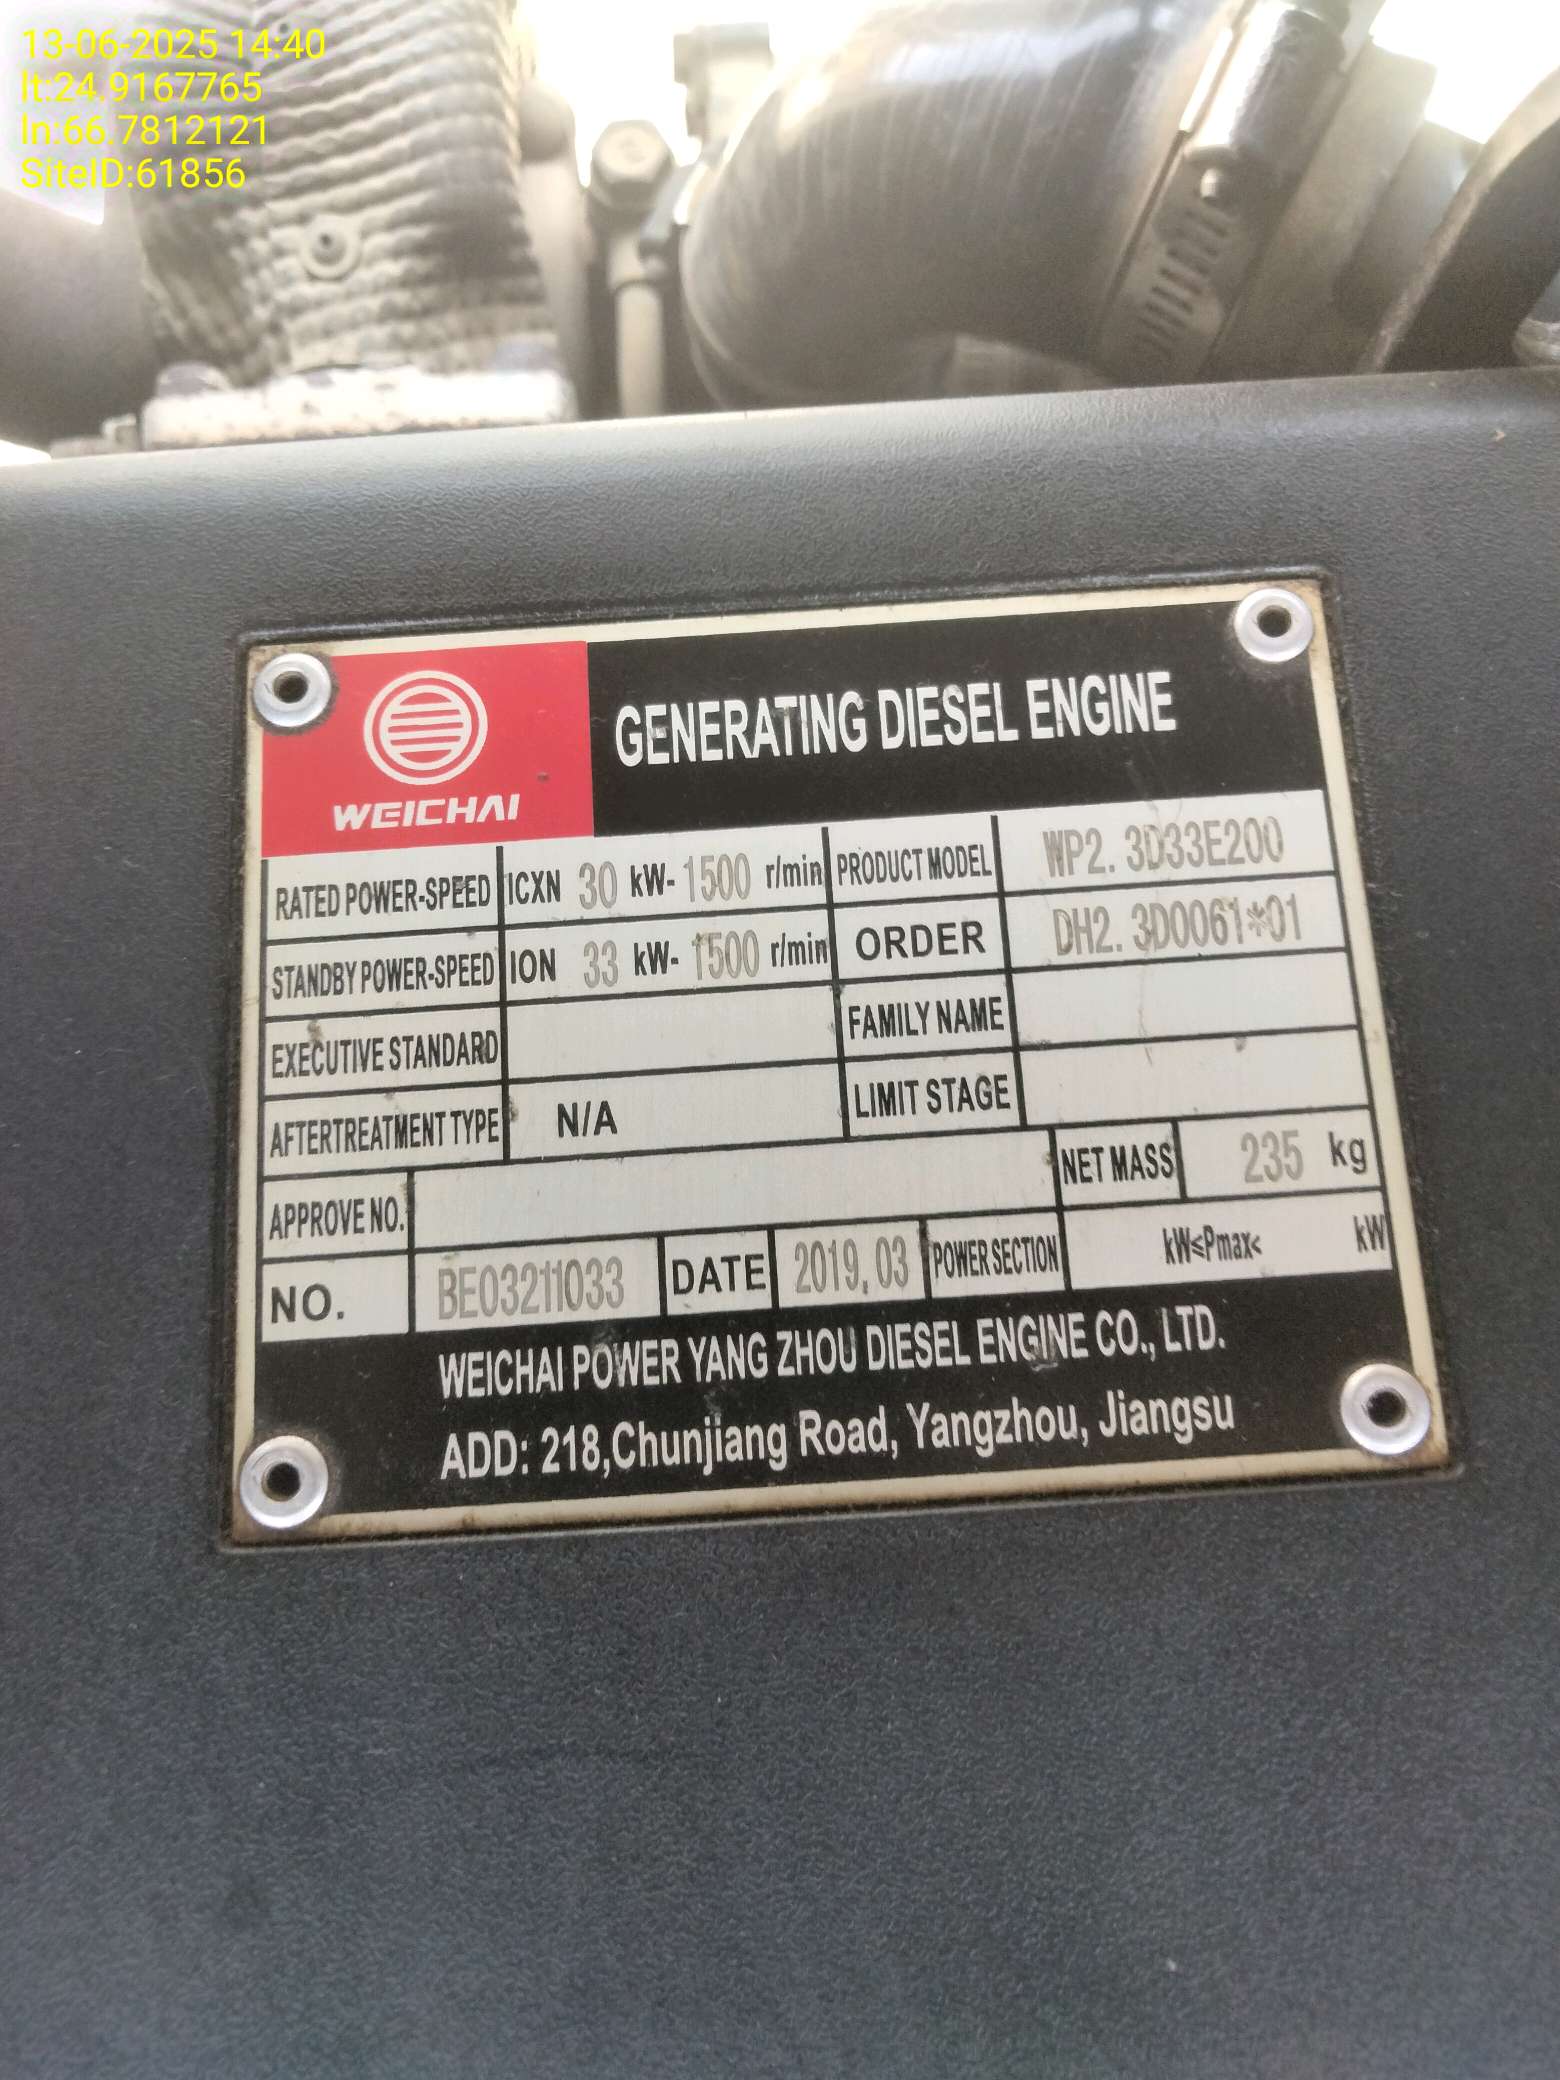 13-06-2025 14:40
lt:24.9167765
ln:66.7812121
SiteID:61856
WEICHAI
GENERATING DIESEL ENGINE
RATED POWER-SPEED ICXN 30 kW- 1500 r/min PRODUCT MODEL WP2. 3D33E200
STANDBY POWER-SPEED ION 33 kW- 1500 r/min ORDER DH2. 3D0061*01
EXECUTIVE STANDARD FAMILY NAME
AFTERTREATMENT TYPE N/A LIMIT STAGE
APPROVE NO. NET MASS 235 kg
NO. BE03211033 DATE 2019.03 POWER SECTION kW≤Pmax< kW
WEICHAI POWER YANG ZHOU DIESEL ENGINE CO., LTD.
ADD: 218,Chunjiang Road, Yangzhou, Jiangsu